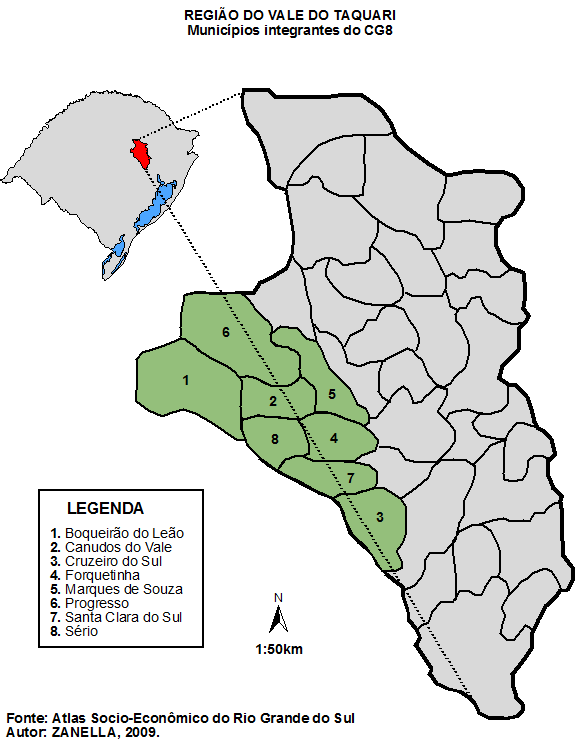 REGIÃO DO VALE DO TAQUARI
Municípios integrantes do CG8
6
1
5
2
8
4
7
3
LEGENDA
1. Boqueirão do Leão
2. Canudos do Vale
3. Cruzeiro do Sul
4. Forquetinha
5. Marques de Souza
6. Progresso
7. Santa Clara do Sul
8. Sério
N
1:50km
Fonte: Atlas Socio-Econômico do Rio Grande do Sul
Autor: ZANELLA, 2009.